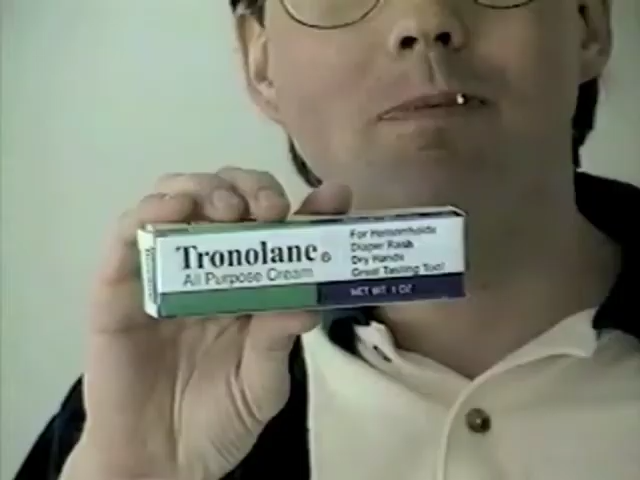 Tronolane®
All Purpose Cream
For Hemorrhoids
Diaper Rash
Dry Hands
Great Tasting Too!
NET WT. 1 OZ